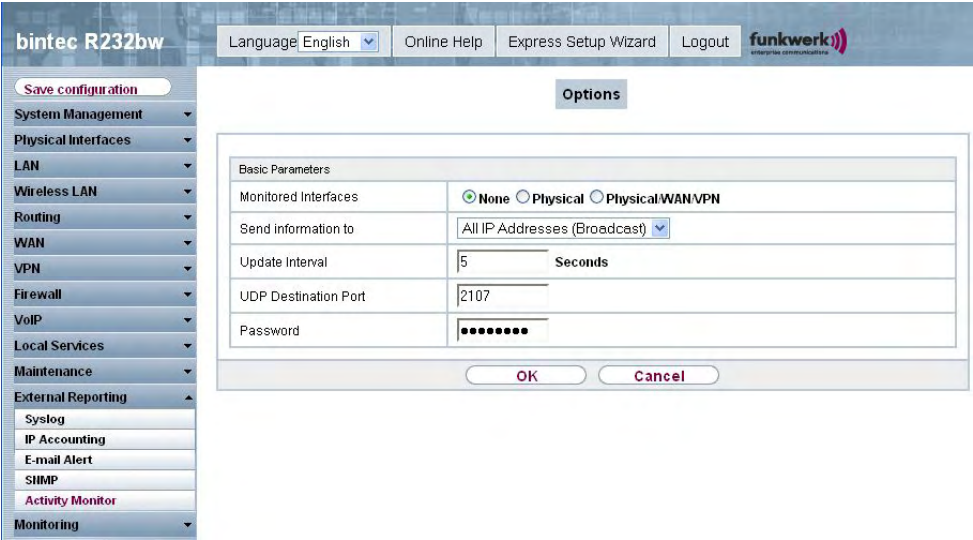 bintec R232bw
Language English Online Help Express Setup Wizard Logout funkwerk
enterprise communications
Save configuration
System Management
Physical Interfaces
LAN
Wireless LAN
Routing
WAN
VPN
Firewall
VoIP
Local Services
Maintenance
External Reporting
Syslog
IP Accounting
E-mail Alert
SNMP
Activity Monitor
Monitoring
Options
Basic Parameters
Monitored Interfaces None Physical Physical/WAN/VPN
Send information to All IP Addresses (Broadcast)
Update Interval 5 Seconds
UDP Destination Port 2107
Password ●●●●●●●●
OK Cancel